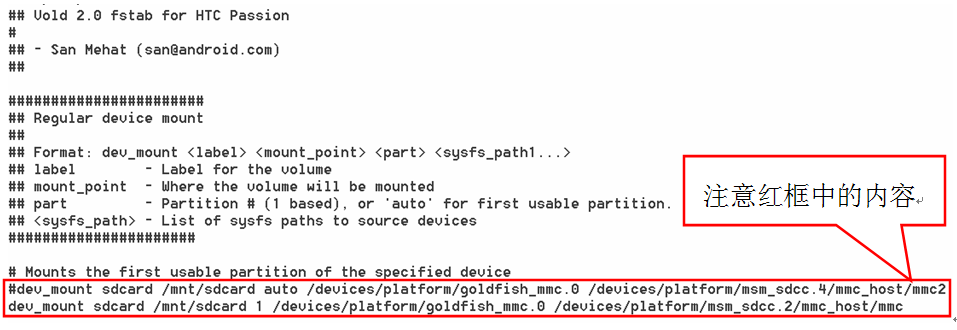 ## Vold 2.0 fstab for HTC Passion
#
## - San Mehat (san@android.com)
##
#######################
## Regular device mount
##
## Format: dev_mount <label> <mount_point> <part> <sysfs_path1...>
## label        - Label for the volume
## mount_point  - Where the volume will be mounted
## part         - Partition # (1 based), or 'auto' for first usable partition.
## <sysfs_path> - List of sysfs paths to source devices
######################
注意红框中的内容
# Mounts the first usable partition of the specified device
#dev_mount sdcard /mnt/sdcard auto /devices/platform/goldfish_mmc.0 /devices/platform/msm_sdcc.4/mmc_host/mmc2
dev_mount sdcard /mnt/sdcard 1 /devices/platform/goldfish_mmc.0 /devices/platform/msm_sdcc.2/mmc_host/mmc